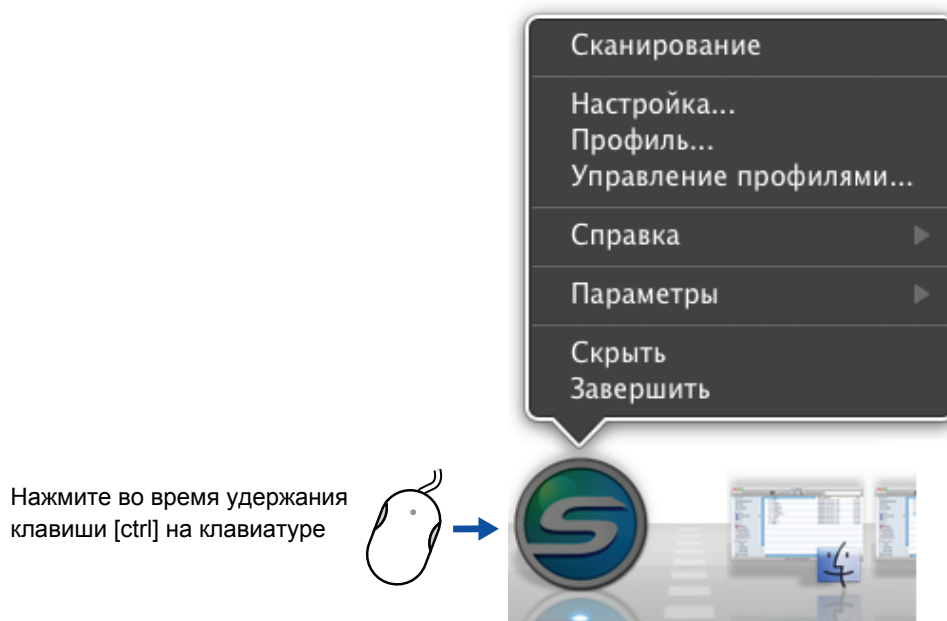 Сканирование
Настройка...
Профиль...
Управление профилями...
Справка
Параметры
Скрыть
Завершить
Нажмите во время удержания
клавиши [ctrl] на клавиатуре